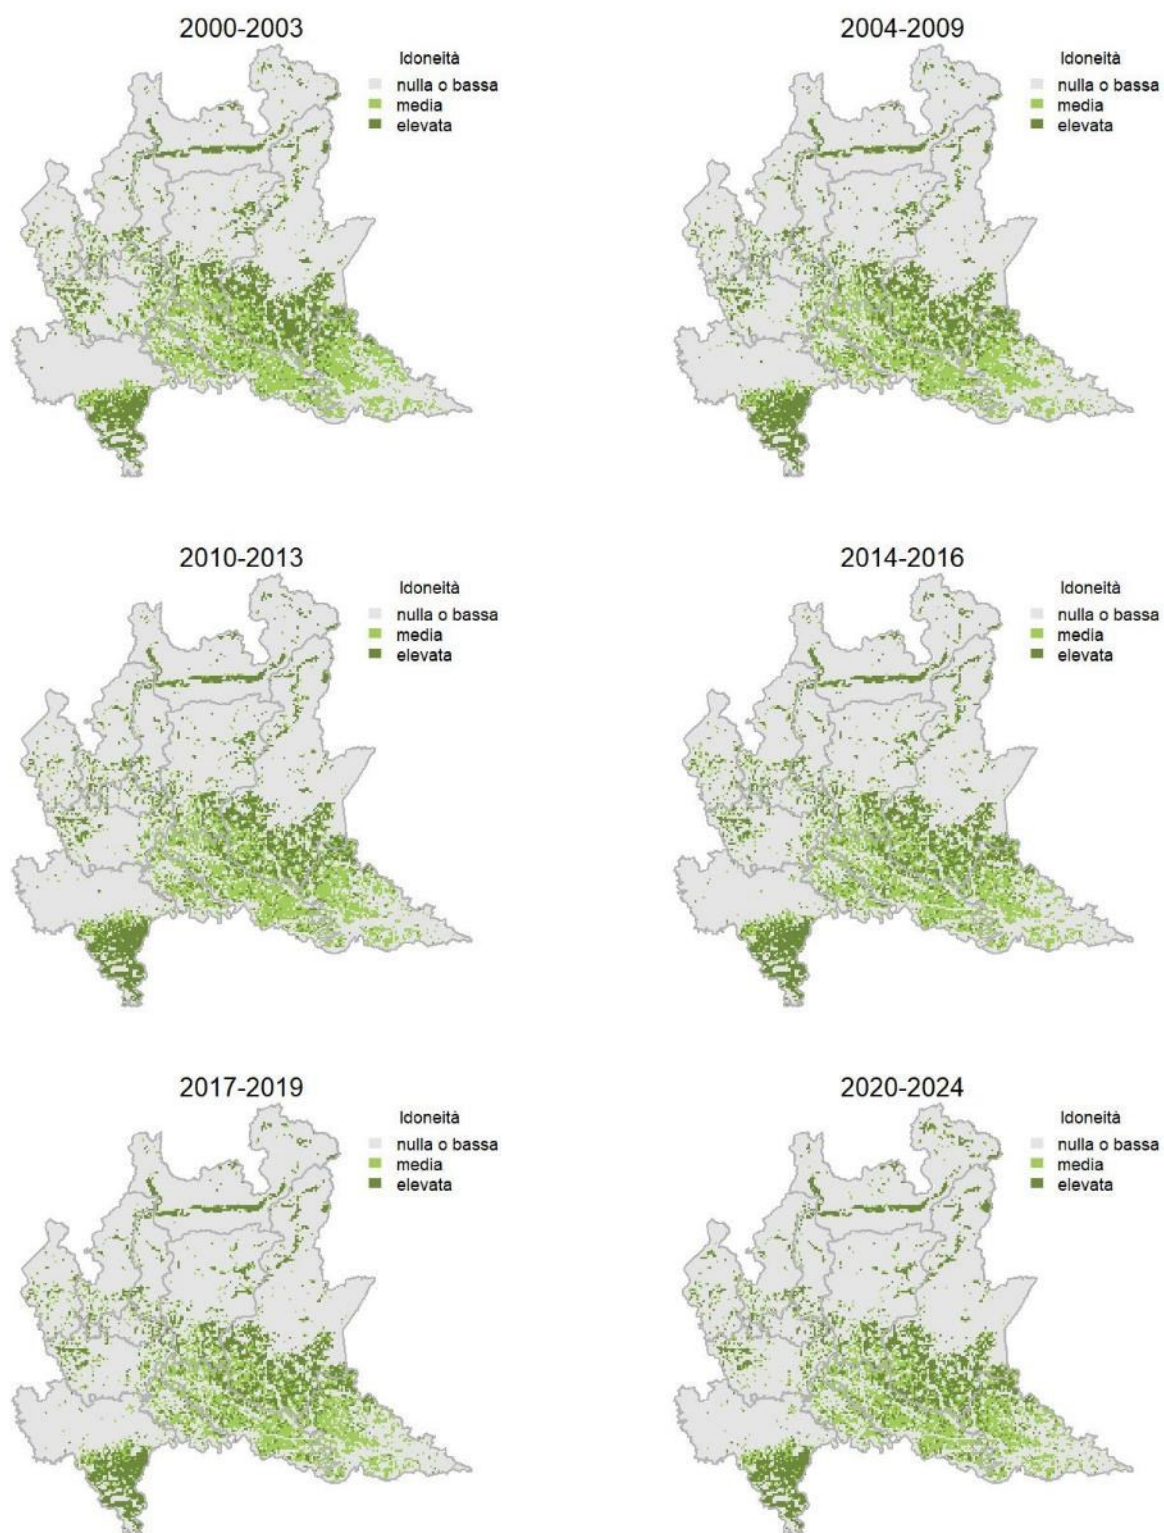 2000-2003
Idoneità
nulla o bassa
media
elevata
2004-2009
Idoneità
nulla o bassa
media
elevata
2010-2013
Idoneità
nulla o bassa
media
elevata
2014-2016
Idoneità
nulla o bassa
media
elevata
2017-2019
Idoneità
nulla o bassa
media
elevata
2020-2024
Idoneità
nulla o bassa
media
elevata